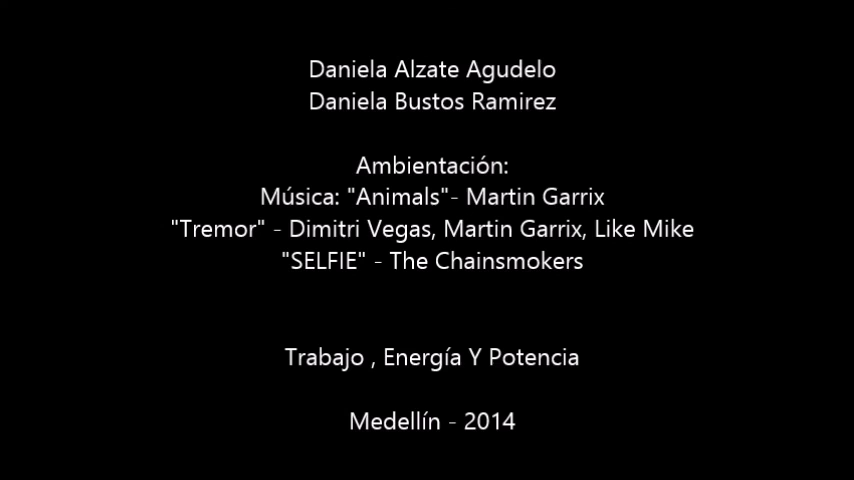 Daniela Alzate Agudelo
Daniela Bustos Ramirez
Ambientación:
Música: "Animals"- Martin Garrix
"Tremor" - Dimitri Vegas, Martin Garrix, Like Mike
"SELFIE" - The Chainsmokers
Trabajo , Energía Y Potencia
Medellín - 2014